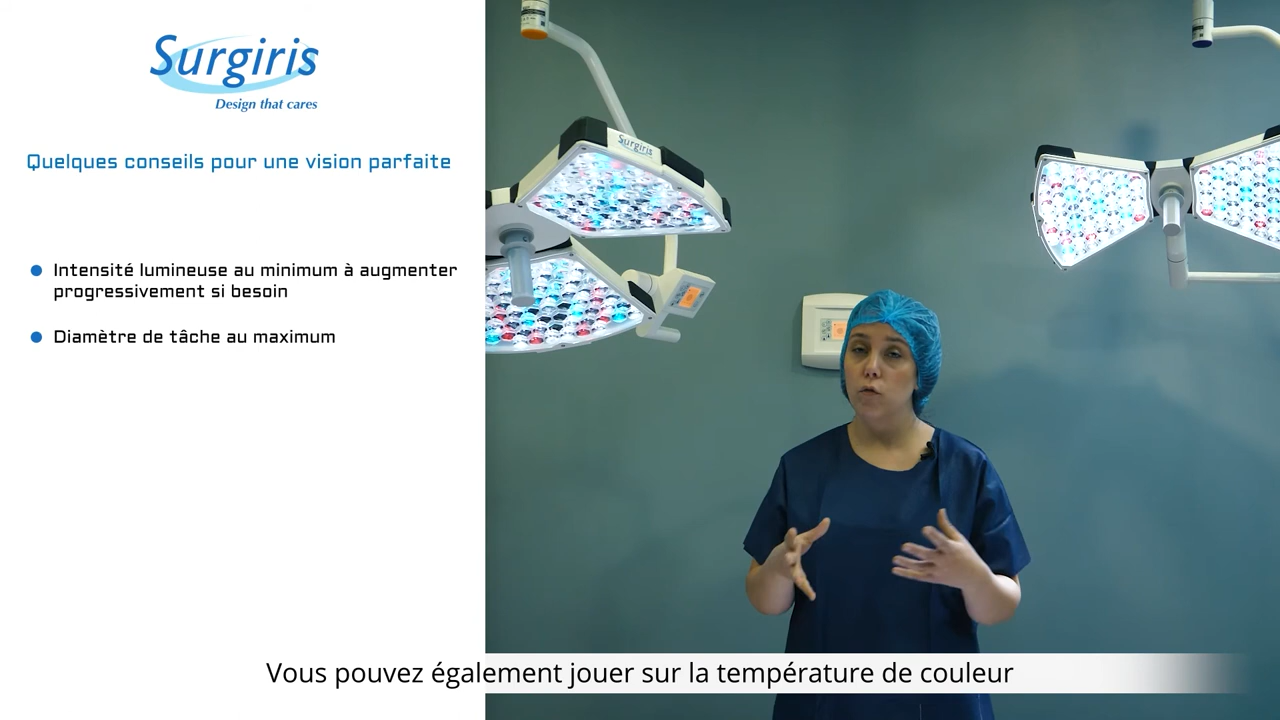 Surgiris
Design that cares
Quelques conseils pour une vision parfaite
Intensité lumineuse au minimum à augmenter
progressivement si besoin
Diamètre de tâche au maximum
Surgiris
Vous pouvez également jouer sur la température de couleur